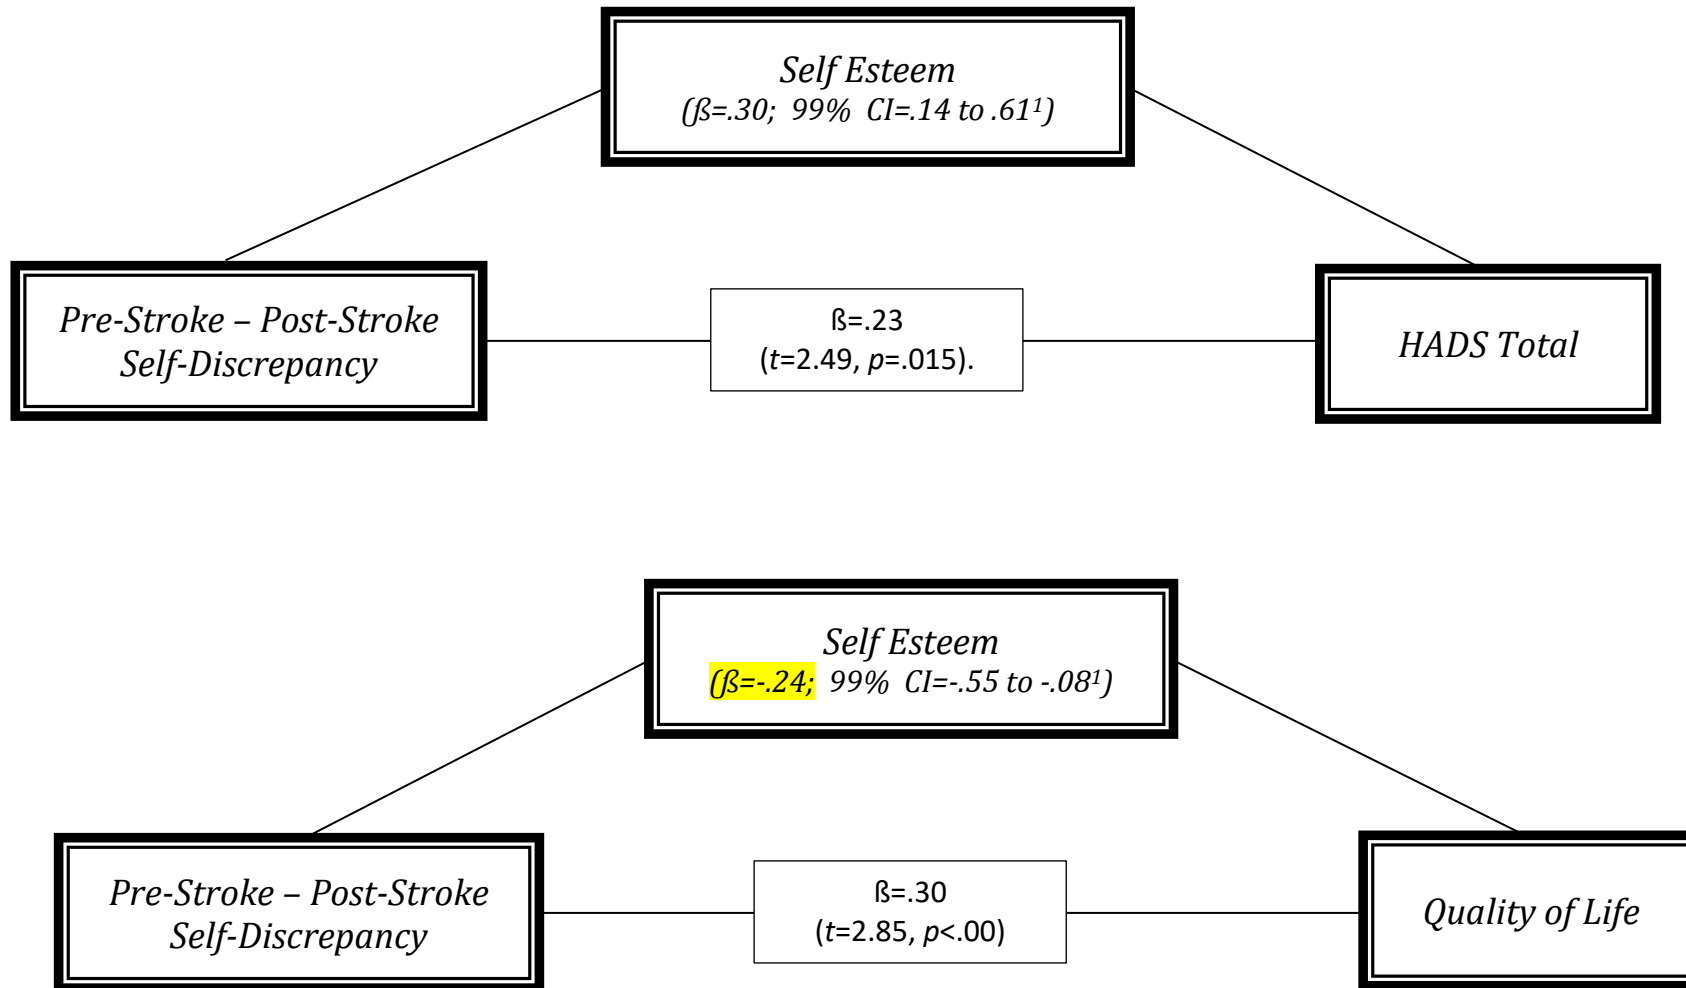 Self Esteem
(ß=.30; 99% CI=.14 to .61¹)
Pre-Stroke – Post-Stroke
Self-Discrepancy
ß=.23
(t=2.49, p=.015).
HADS Total
Self Esteem
(ß=-.24; 99% CI=-.55 to -.08¹)
Pre-Stroke – Post-Stroke
Self-Discrepancy
ß=.30
(t=2.85, p<.00)
Quality of Life